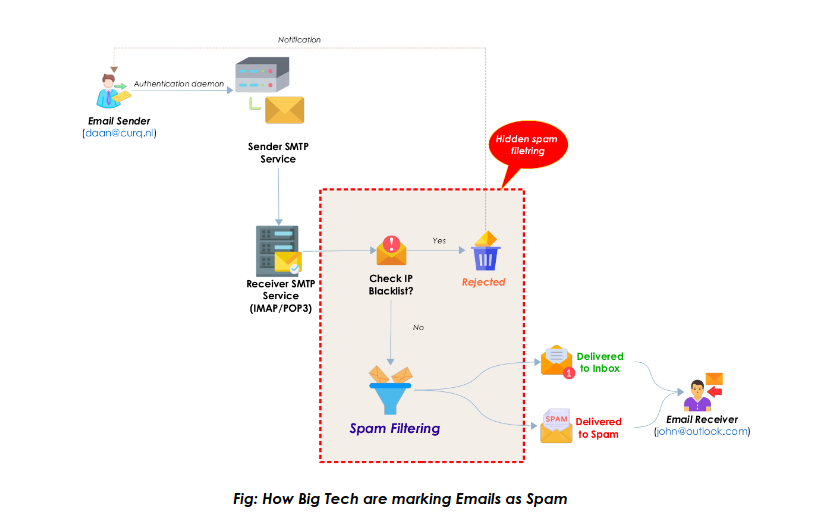 Notification
Authentication daemon
Email Sender
(daan@curq.nl)
Sender SMTP
Service
Hidden spam
filetring
Receiver SMTP
Service
(IMAP/POP3)
Check IP
Blacklist?
Yes
Rejected
No
Spam Filtering
1
Delivered
to Inbox
SPAM
Delivered
to Spam
Email Receiver
(john@outlook.com)
Fig: How Big Tech are marking Emails as Spam